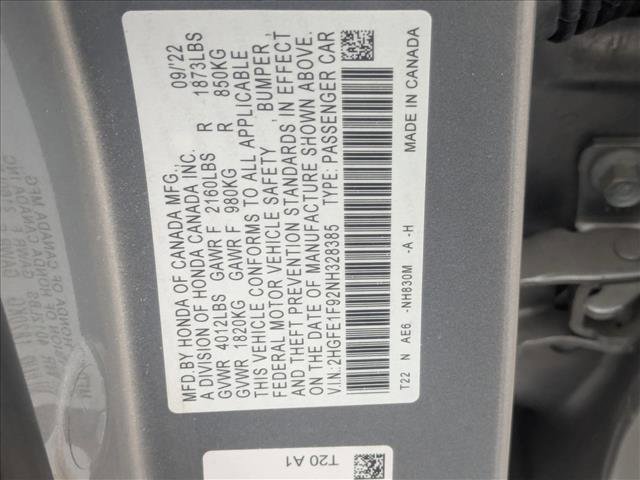 MFD.BY HONDA OF CANADA MFG., 09/'22
A DIVISION OF HONDA CANADA INC.
GVWR 4012LBS GAWR F 2160LBS R 1873LBS
GVWR 1820KG GAWR F 980KG R 850KG
THIS VEHICLE CONFORMS TO ALL APPLICABLE
FEDERAL MOTOR VEHICLE SAFETY, BUMPER,
AND THEFT PREVENTION STANDARDS IN EFFECT
ON THE DATE OF MANUFACTURE SHOWN ABOVE.
V.I.N.:2HGFE1F92NH328385 TYPE: PASSENGER CAR
T22 N AE6 -NH830M -A -H MADE IN CANADA
T20 A1